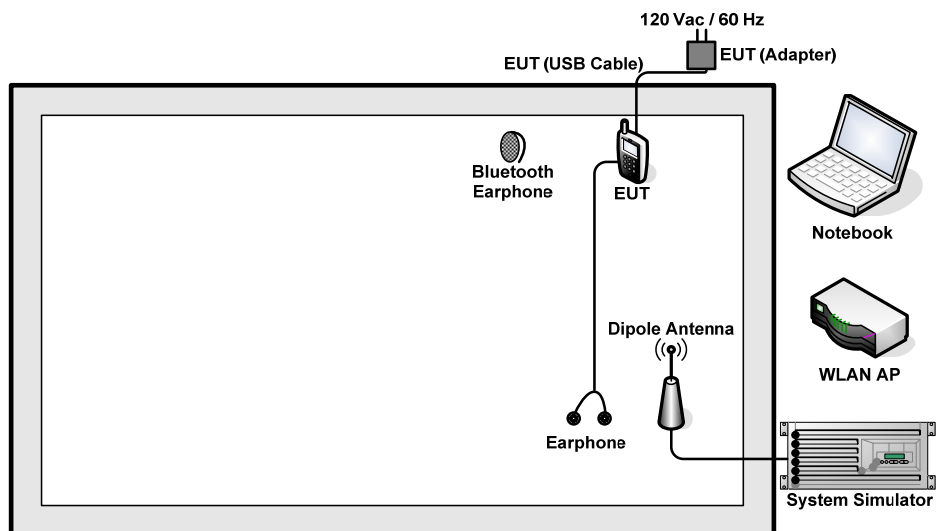 120 Vac / 60 Hz
EUT (USB Cable)
EUT (Adapter)
Bluetooth
Earphone
EUT
Notebook
Dipole Antenna
WLAN AP
Earphone
System Simulator